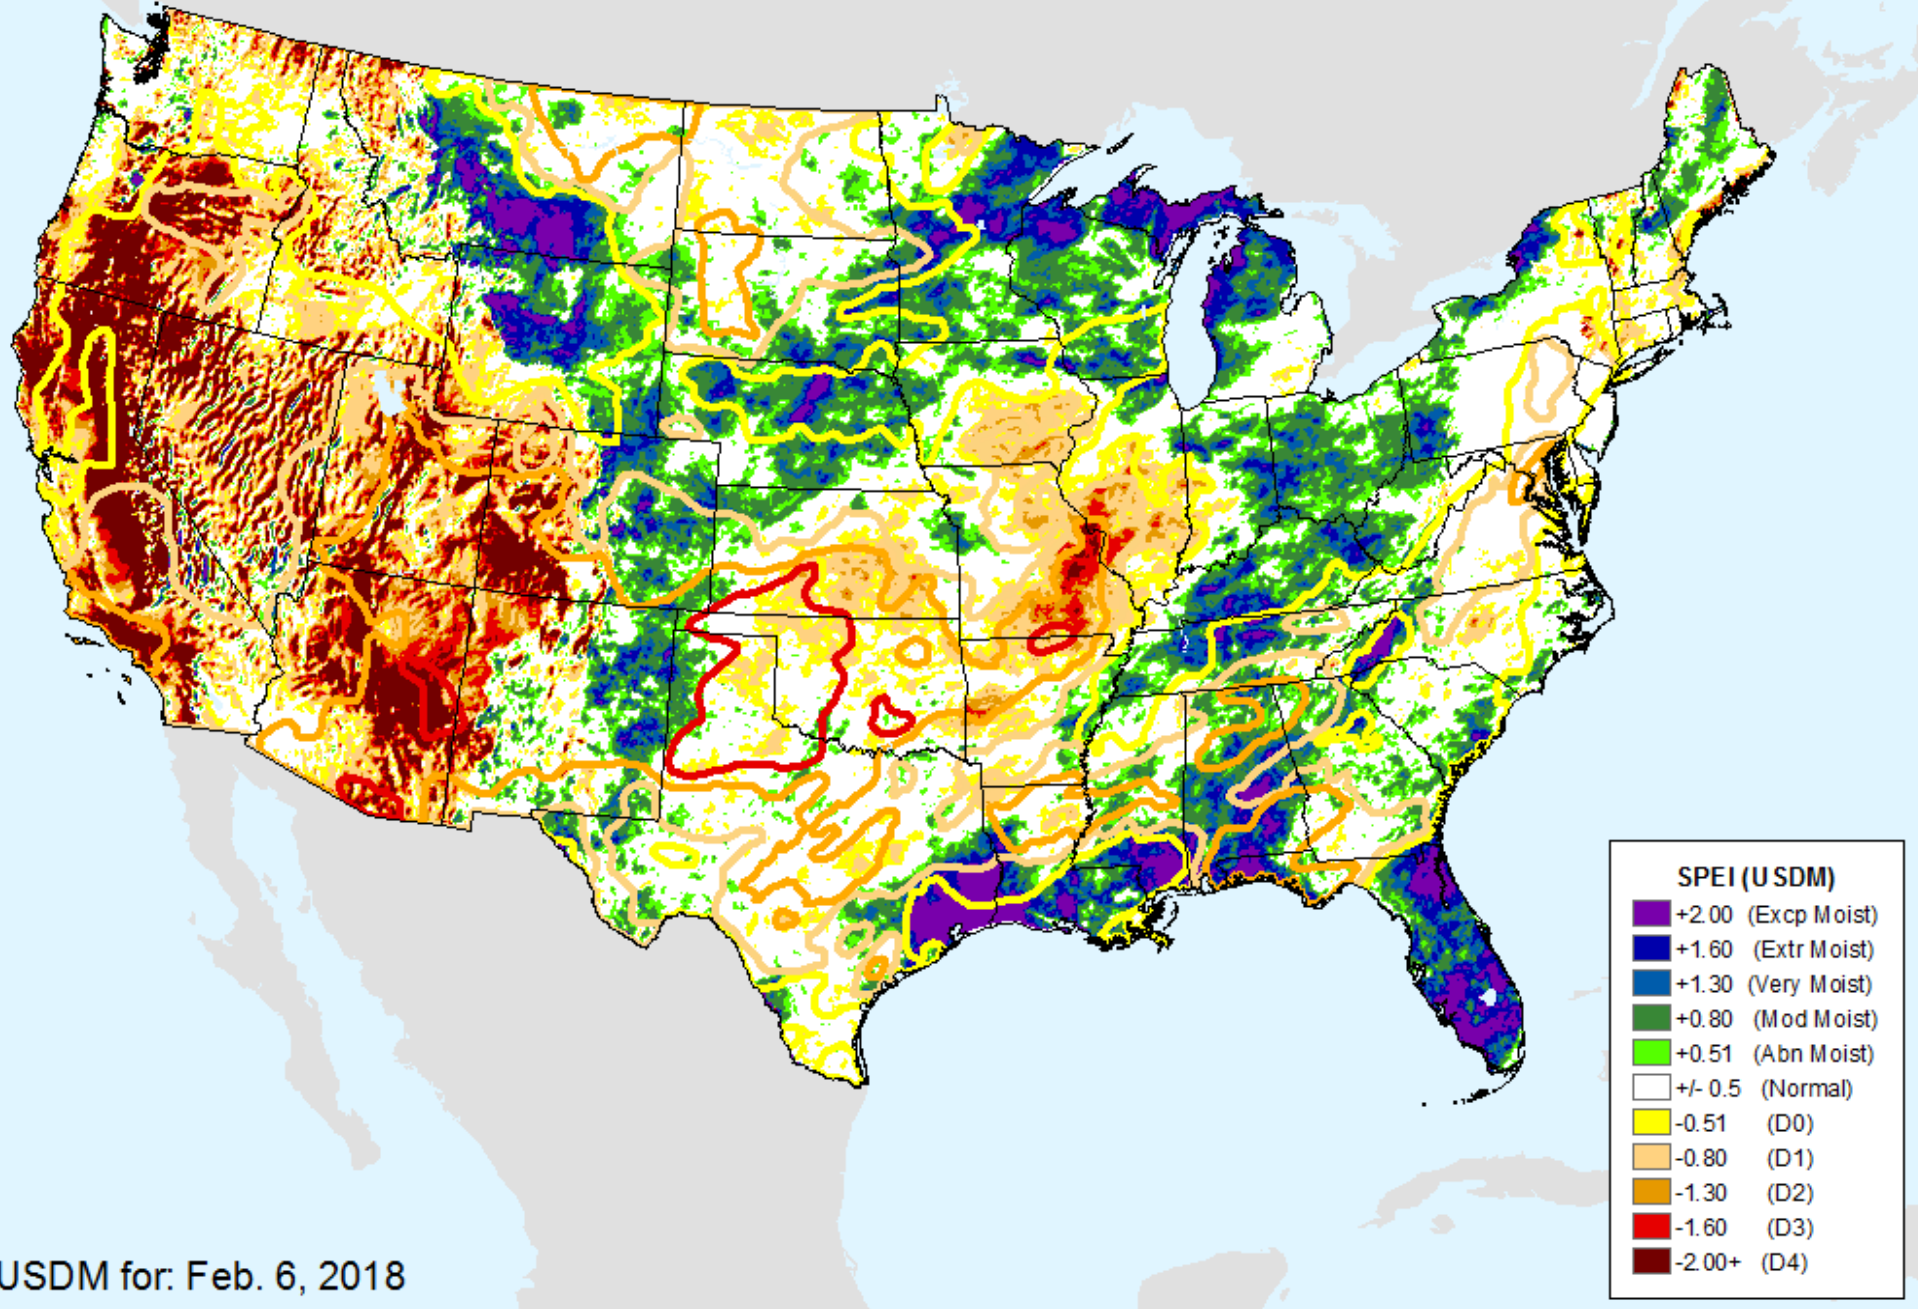 SPEI (USDM)
+2.00 (Excp Moist)
+1.60 (Extr Moist)
+1.30 (Very Moist)
+0.80 (Mod Moist)
+0.51 (Abn Moist)
+/- 0.5 (Normal)
-0.51 (D0)
-0.80 (D1)
-1.30 (D2)
-1.60 (D3)
-2.00+ (D4)
USDM for: Feb. 6, 2018